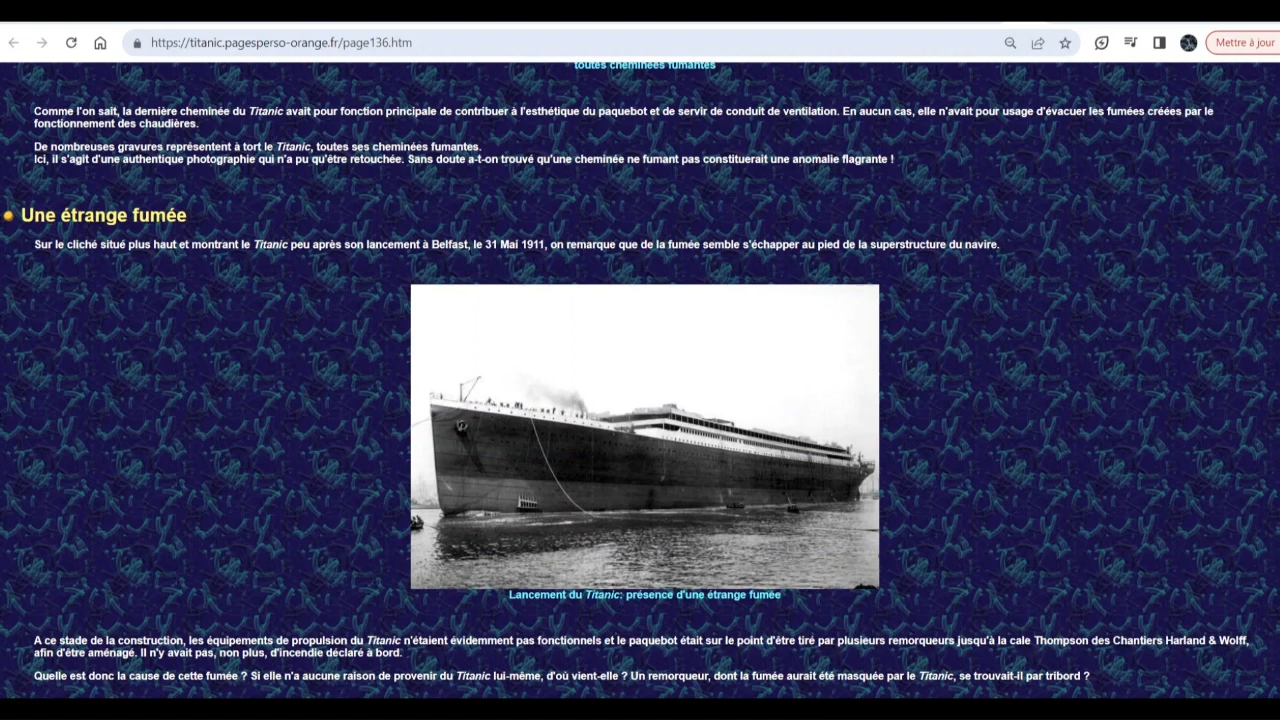 https://titanic.pagesperso-orange.fr/page136.htm
Mettre à jour
toutes cheminées fumantes
Comme l'on sait, la dernière cheminée du Titanic avait pour fonction principale de contribuer à l'esthétique du paquebot et de servir de conduit de ventilation. En aucun cas, elle n'avait pour usage d'évacuer les fumées créées par le
fonctionnement des chaudières.
De nombreuses gravures représentent à tort le Titanic, toutes ses cheminées fumantes.
Ici, il s'agit d'une authentique photographie qui n'a pu qu'être retouchée. Sans doute a-t-on trouvé qu'une cheminée ne fumant pas constituerait une anomalie flagrante !
Une étrange fumée
Sur le cliché situé plus haut et montrant le Titanic peu après son lancement à Belfast, le 31 Mai 1911, on remarque que de la fumée semble s'échapper au pied de la superstructure du navire.
Lancement du Titanic: présence d'une étrange fumée
A ce stade de la construction, les équipements de propulsion du Titanic n'étaient évidemment pas fonctionnels et le paquebot était sur le point d'être tiré par plusieurs remorqueurs jusqu'à la cale Thompson des Chantiers Harland & Wolff,
afin d'être aménagé. Il n'y avait pas, non plus, d'incendie déclaré à bord.
Quelle est donc la cause de cette fumée ? Si elle n'a aucune raison de provenir du Titanic lui-même, d'où vient-elle ? Un remorqueur, dont la fumée aurait été masquée par le Titanic, se trouvait-il par tribord ?